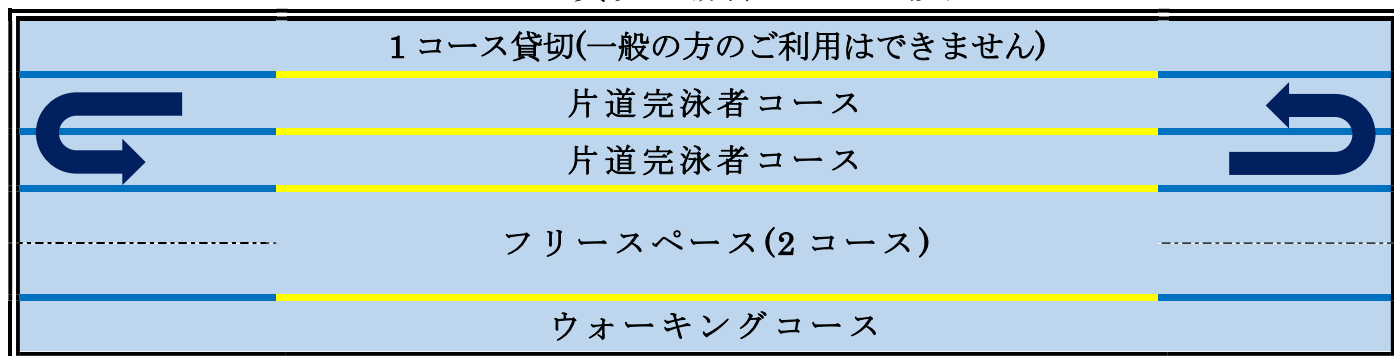 1 コース貸切(一般の方のご利用はできません)
片道完泳者コース
片道完泳者コース
フリースペース(2 コース)
ウォーキングコース